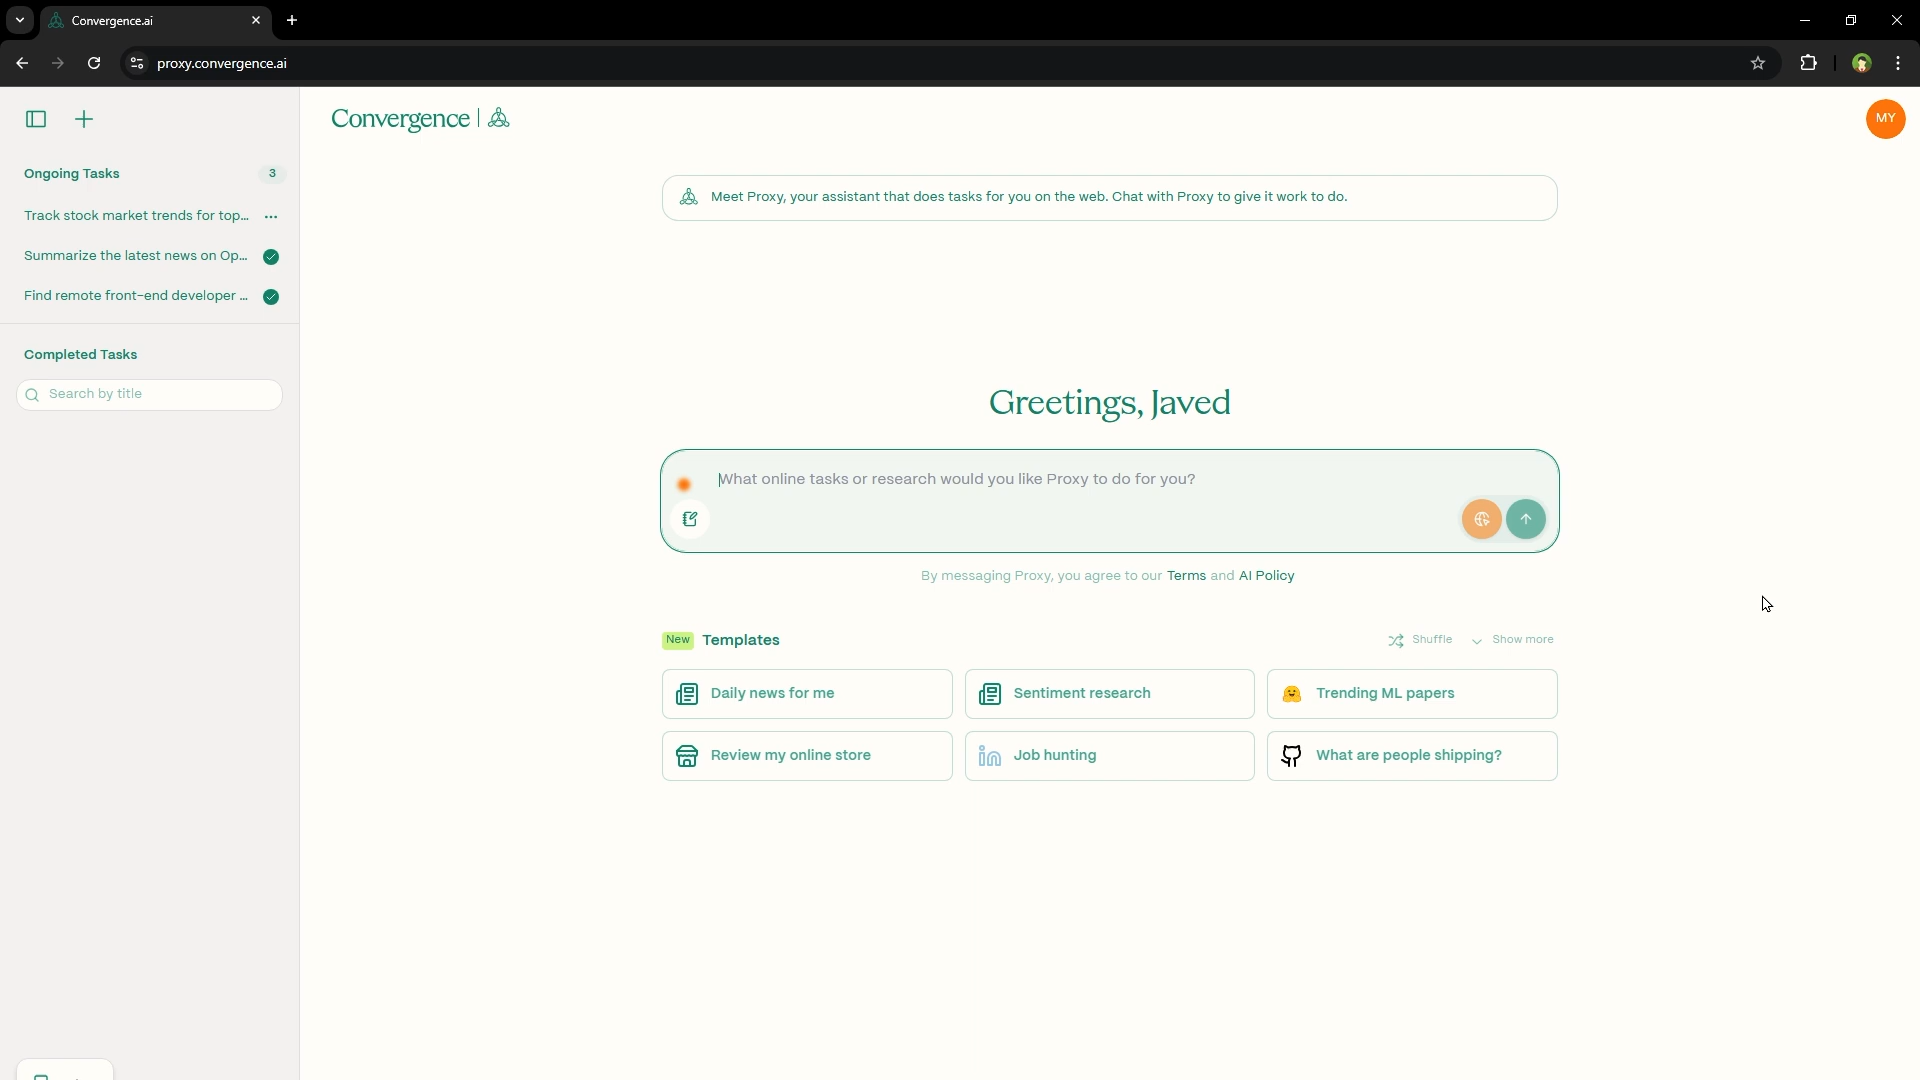 Convergence.ai
proxy.convergence.ai
Convergence
MY
Ongoing Tasks
3
Track stock market trends for top...
Summarize the latest news on Op...
Find remote front-end developer ...
Completed Tasks
Search by title
Meet Proxy, your assistant that does tasks for you on the web. Chat with Proxy to give it work to do.
Greetings, Javed
What online tasks or research would you like Proxy to do for you?
By messaging Proxy, you agree to our Terms and AI Policy
New Templates
Shuffle
Show more
Daily news for me
Sentiment research
Trending ML papers
Review my online store
Job hunting
What are people shipping?